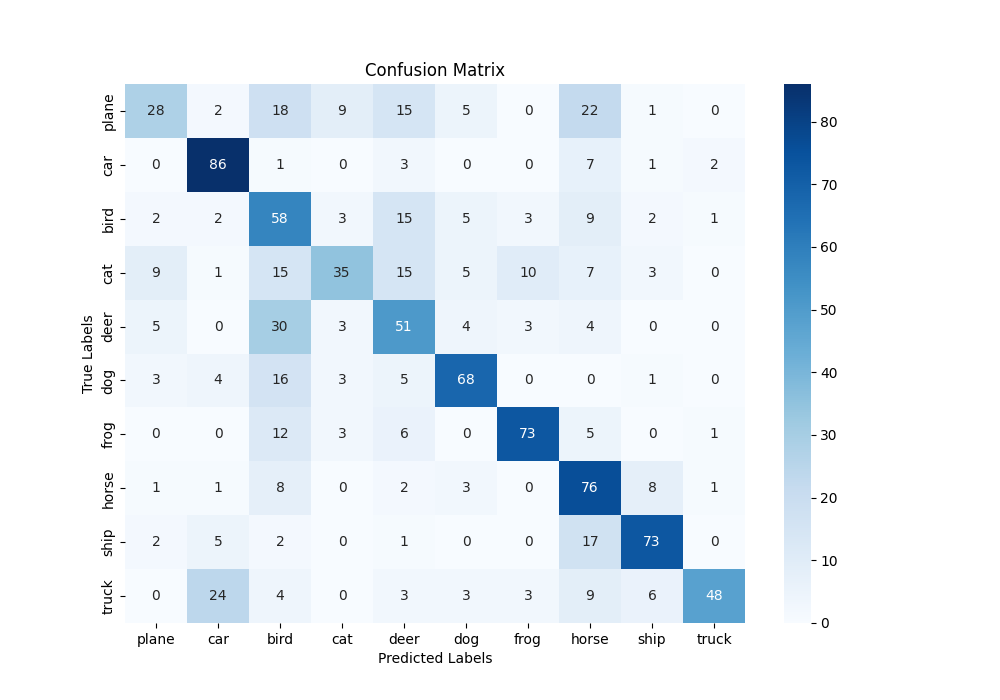 Confusion Matrix
True Labels
plane 28 2 18 9 15 5 0 22 1 0
car 0 86 1 0 3 0 0 7 1 2
bird 2 2 58 3 15 5 3 9 2 1
cat 9 1 15 35 15 5 10 7 3 0
deer 5 0 30 3 51 4 3 4 0 0
dog 3 4 16 3 5 68 0 0 1 0
frog 0 0 12 3 6 0 73 5 0 1
horse 1 1 8 0 2 3 0 76 8 1
ship 2 5 2 0 1 0 0 17 73 0
truck 0 24 4 0 3 3 3 9 6 48
plane car bird cat deer dog frog horse ship truck
Predicted Labels
80
70
60
50
40
30
20
10
0